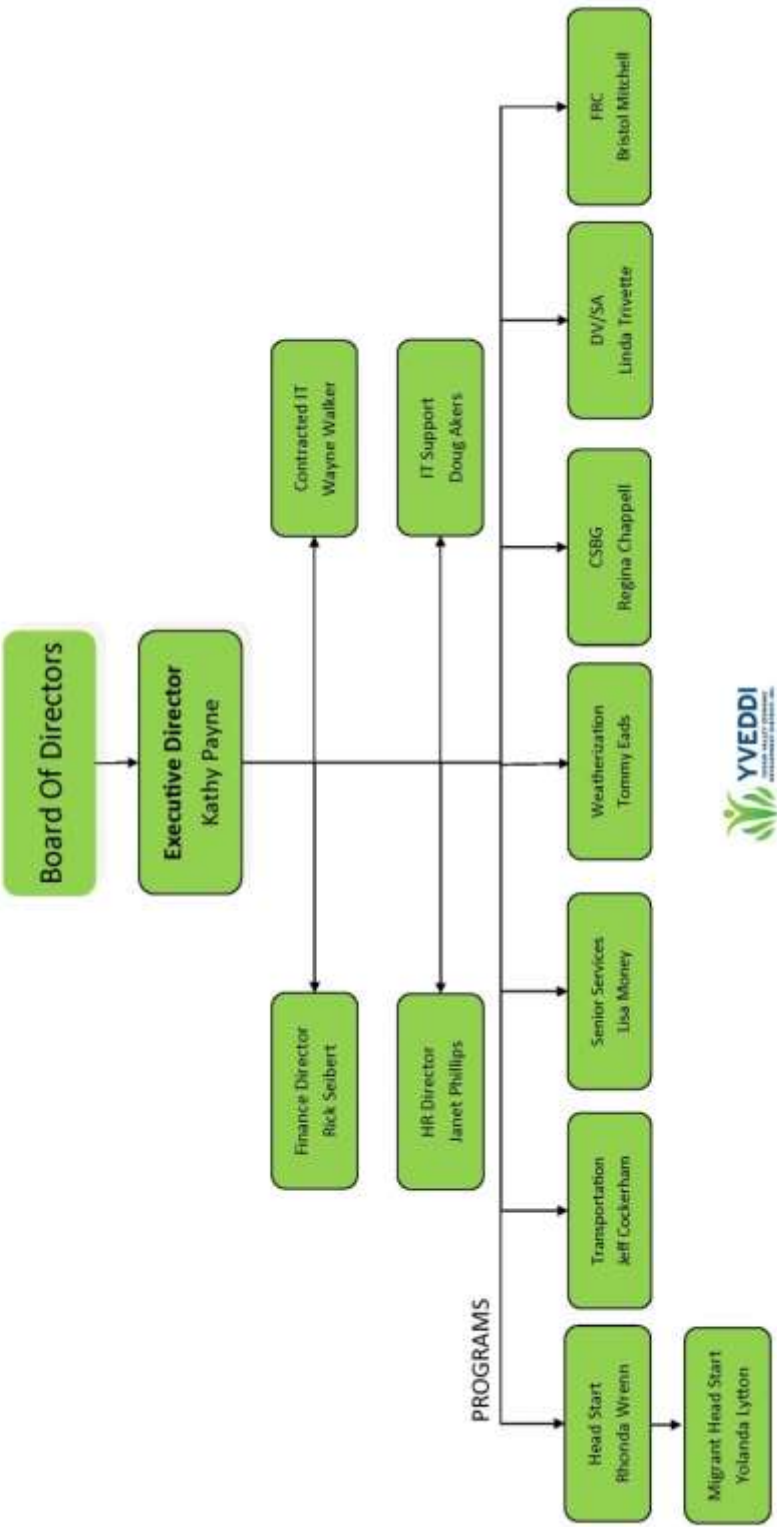 Board Of Directors
Executive Director
Kathy Payne
Finance Director
Rick Seibert
Contracted IT
Wayne Walker
HR Director
Janet Phillips
IT Support
Doug Akers
PROGRAMS
Head Start
Rhonda Wrenn
Transportation
Jeff Cockerham
Senior Services
Lisa Money
Weatherization
Tommy Eads
CSBG
Regina Chappell
DV/SA
Linda Trivette
FRC
Bristol Mitchell
Migrant Head Start
Yolanda Lytton
YVEDDI